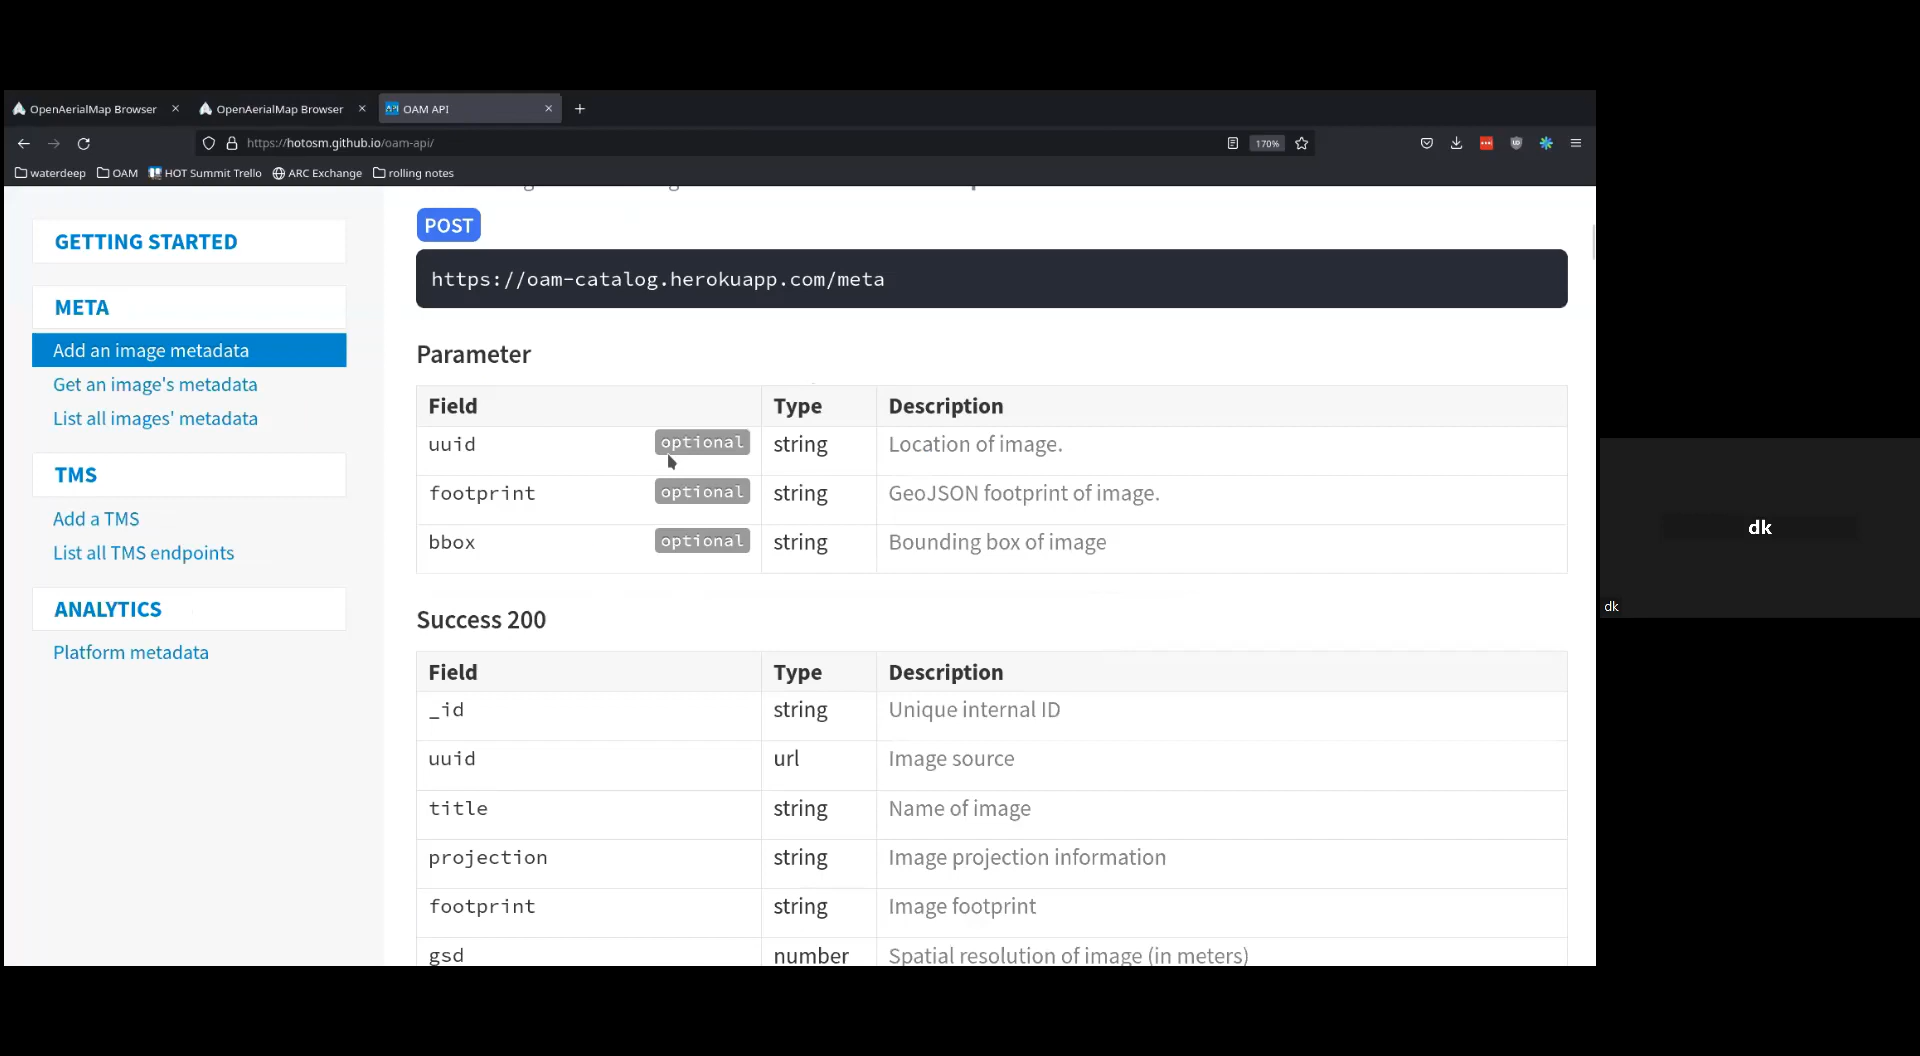 OpenAerialMap Browser
OpenAerialMap Browser
OAM API
https://hotosm.github.io/oam-api/
170%
waterdeep
OAM
HOT Summit Trello
ARC Exchange
rolling notes
GETTING STARTED
META
Add an image metadata
Get an image's metadata
List all images' metadata
TMS
Add a TMS
List all TMS endpoints
ANALYTICS
Platform metadata
POST
https://oam-catalog.herokuapp.com/meta
Parameter
Field Type Description
uuid optional string Location of image.
footprint optional string GeoJSON footprint of image.
bbox optional string Bounding box of image
Success 200
Field Type Description
_id string Unique internal ID
uuid url Image source
title string Name of image
projection string Image projection information
footprint string Image footprint
gsd number Spatial resolution of image (in meters)
dk
dk